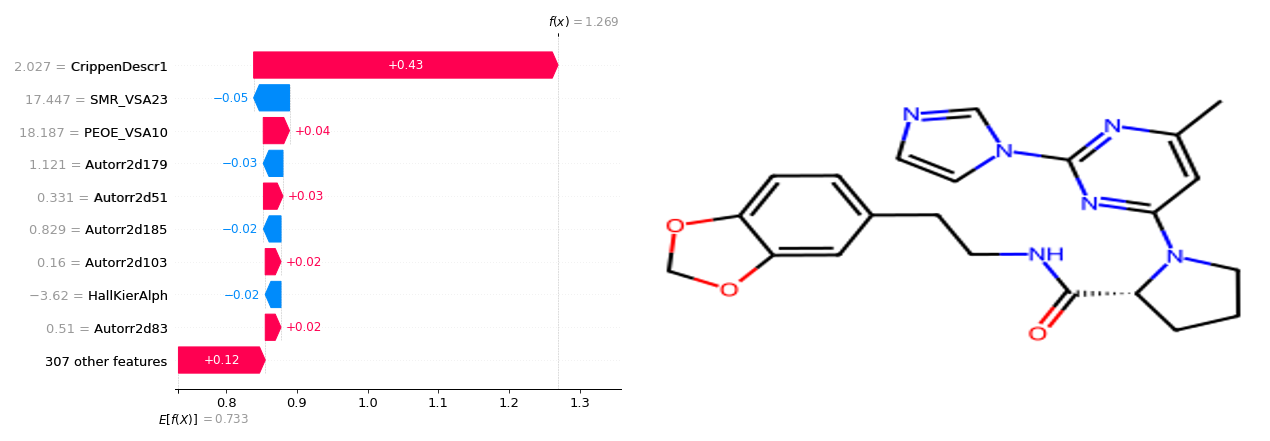 f(x) = 1.269
2.027 = CrippenDescr1
+0.43
17.447 = SMR_VSA23
−0.05
18.187 = PEOE_VSA10
+0.04
1.121 = Autorr2d179
−0.03
0.331 = Autorr2d51
+0.03
0.829 = Autorr2d185
−0.02
0.16 = Autorr2d103
+0.02
−3.62 = HallKierAlph
−0.02
0.51 = Autorr2d83
+0.02
307 other features
+0.12
0.8 0.9 1.0 1.1 1.2 1.3
E[f(X)] = 0.733
N
N
N
N
N
NH
O
O
O